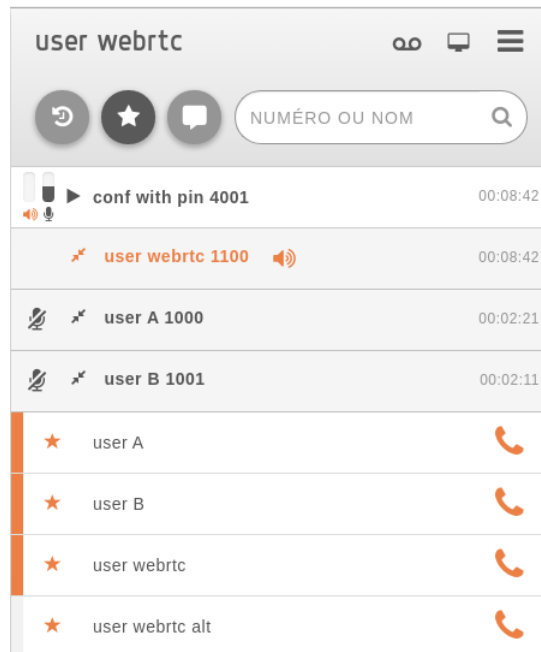 user webrtc
NUMÉRO OU NOM
conf with pin 4001 00:08:42
user webrtc 1100 00:08:42
user A 1000 00:02:21
user B 1001 00:02:11
user A
user B
user webrtc
user webrtc alt